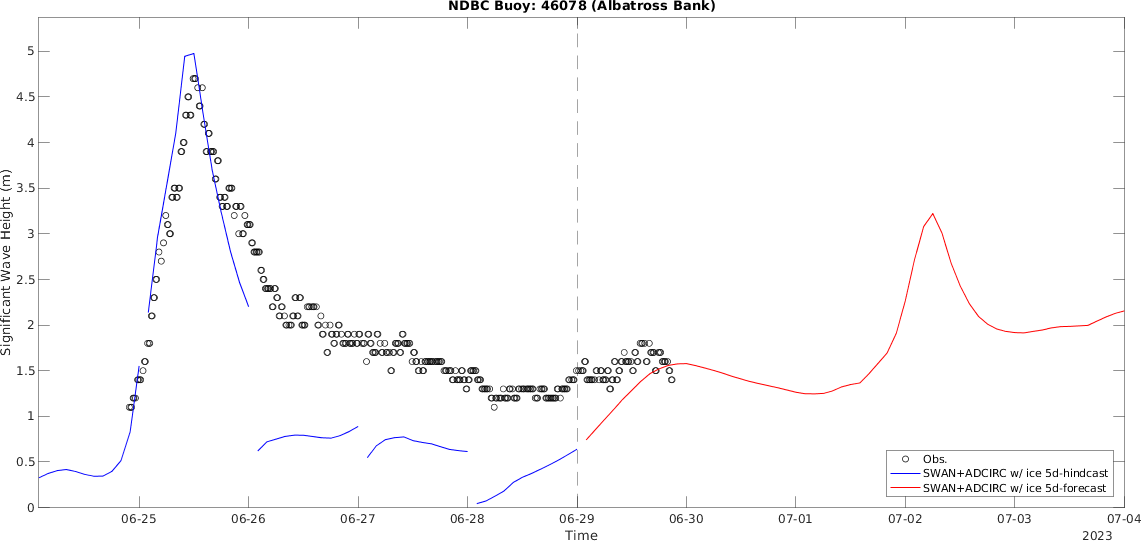 NDBC Buoy: 46078 (Albatross Bank)
5
4.5
4
3.5
3
2.5
2
1.5
1
0.5
0
Significant Wave Height (m)
Obs.
SWAN+ADCIRC w/ ice 5d-hindcast
SWAN+ADCIRC w/ ice 5d-forecast
06-25 06-26 06-27 06-28 06-29 06-30 07-01 07-02 07-03 07-04
Time
2023